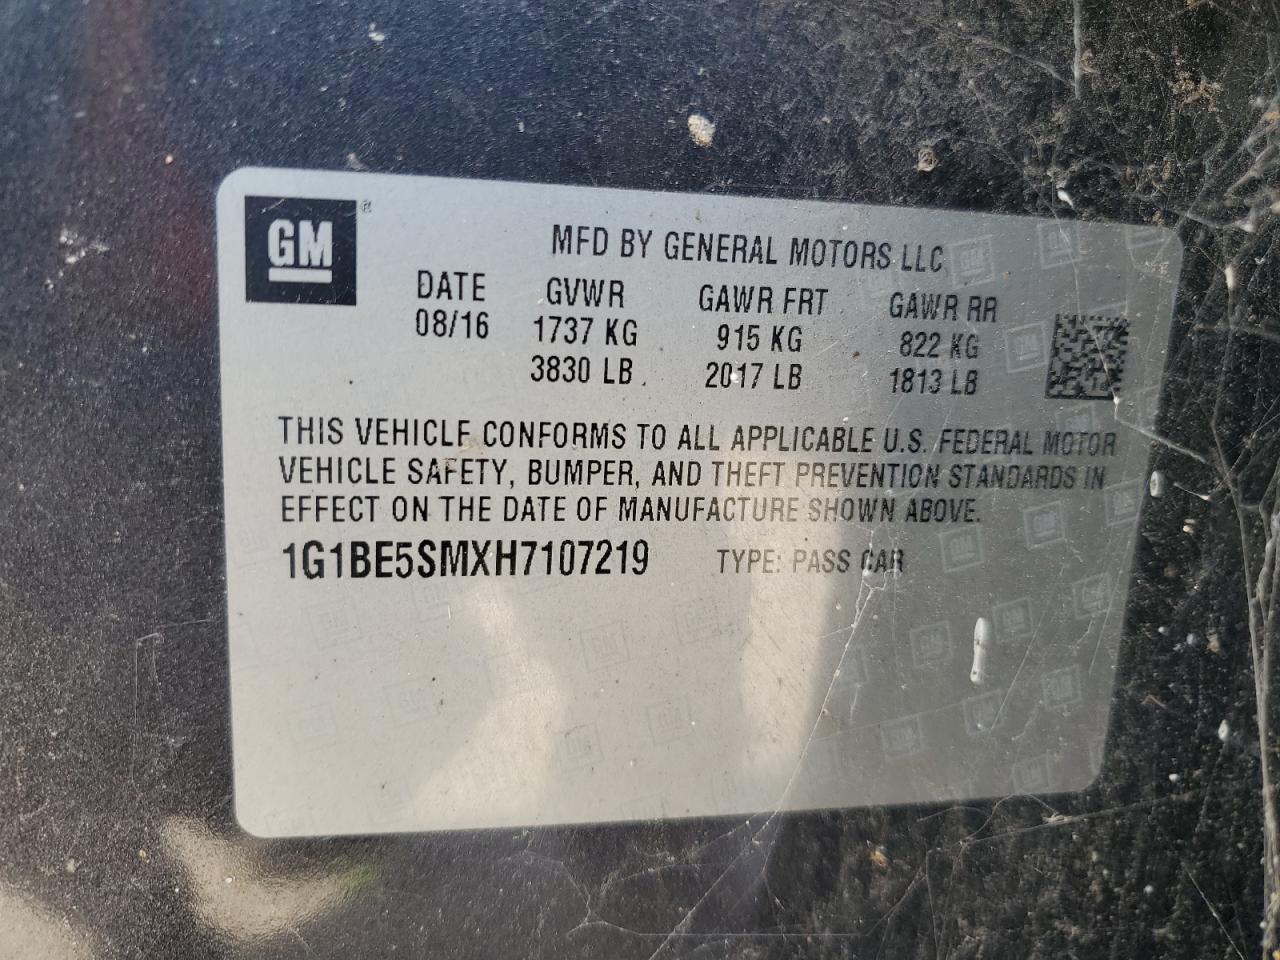 GM ®
MFD BY GENERAL MOTORS LLC
DATE GVWR GAWR FRT GAWR RR
08/16 1737 KG 915 KG 822 KG
3830 LB 2017 LB 1813 LB
THIS VEHICLE CONFORMS TO ALL APPLICABLE U.S. FEDERAL MOTOR
VEHICLE SAFETY, BUMPER, AND THEFT PREVENTION STANDARDS IN
EFFECT ON THE DATE OF MANUFACTURE SHOWN ABOVE.
1G1BE5SMXH7107219 TYPE: PASS CAR